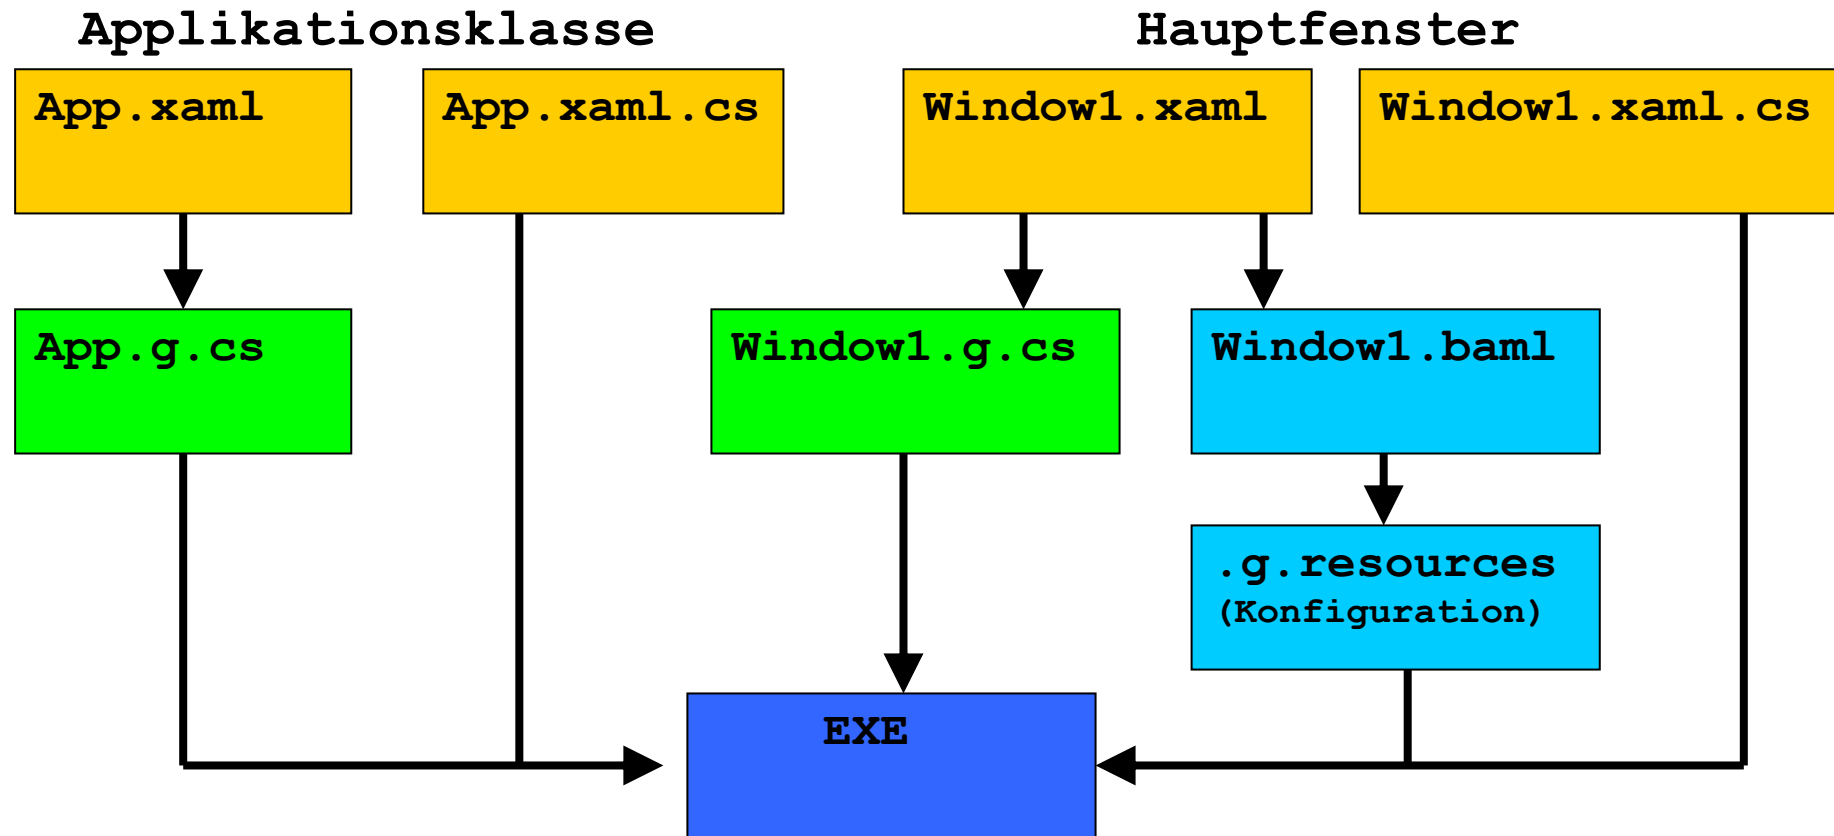 Applikationsklasse
Hauptfenster
App.xaml
App.xaml.cs
Window1.xaml
Window1.xaml.cs
App.g.cs
Window1.g.cs
Window1.baml
.g.resources
(Konfiguration)
EXE